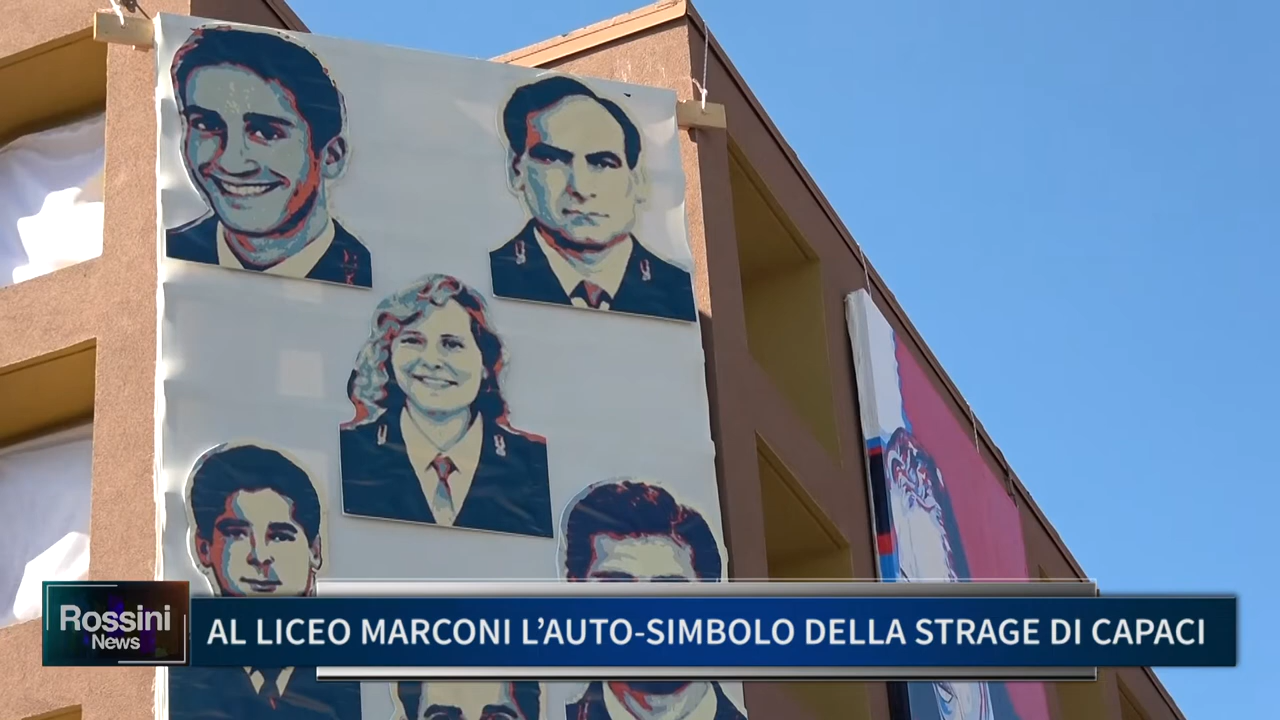 Rossini
News
AL LICEO MARCONI L’AUTO-SIMBOLO DELLA STRAGE DI CAPACI